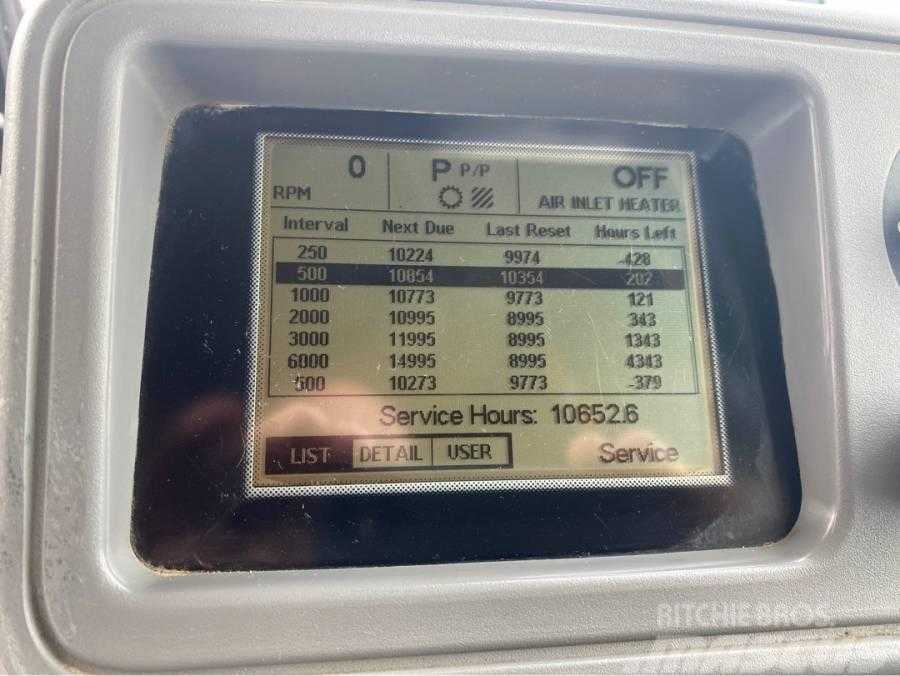 0 P P/P OFF
RPM AIR INLET HEATER
Interval Next Due Last Reset Hours Left
250 10224 9974 -428
500 10854 10354 202
1000 10773 9773 121
2000 10995 8995 343
3000 11995 8995 1343
6000 14995 8995 4343
500 10273 9773 -379
Service Hours: 10652.6
LIST DETAIL USER Service
RITCHIE BROS.